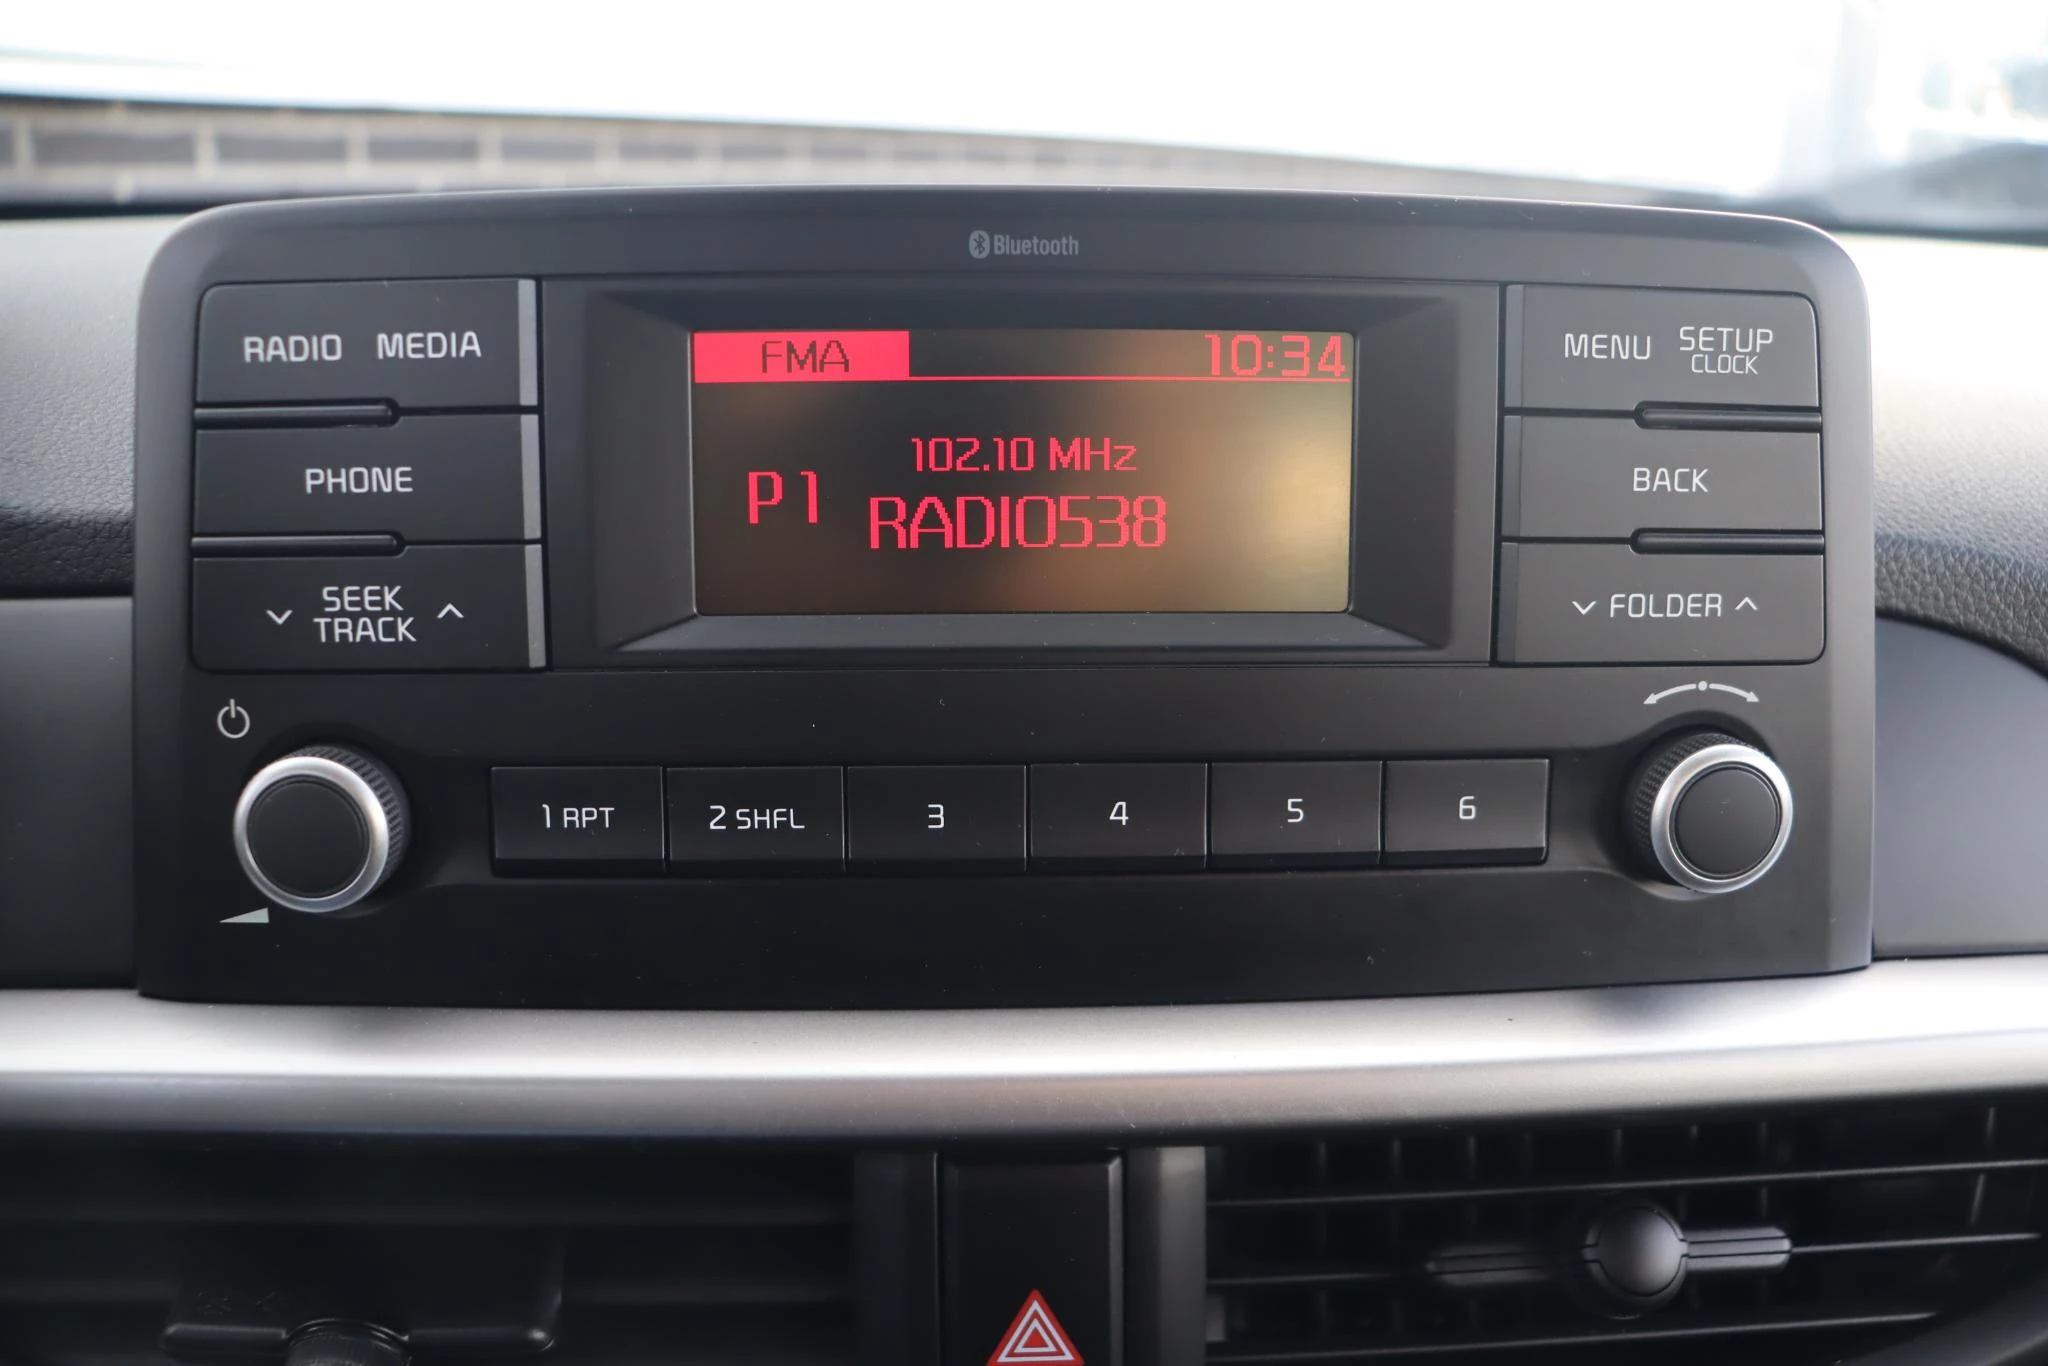 Bluetooth
RADIO MEDIA
PHONE
SEEK
TRACK
FMA 10:34
102.10 MHz
P1 RADIO538
MENU SETUP
CLOCK
BACK
FOLDER
1 RPT 2 SHFL 3 4 5 6